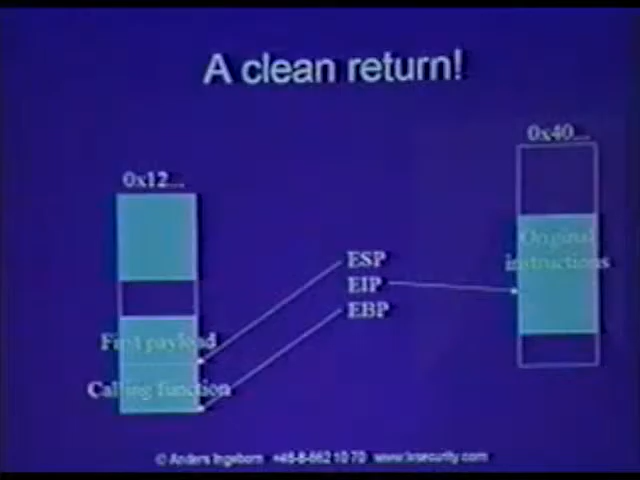 A clean return!
0x40...
0x12...
Original
instructions
ESP
EIP
EBP
First payload
Calling function
© Anders Ingeborn +46-8-662 10 70 www.ixsecurity.com